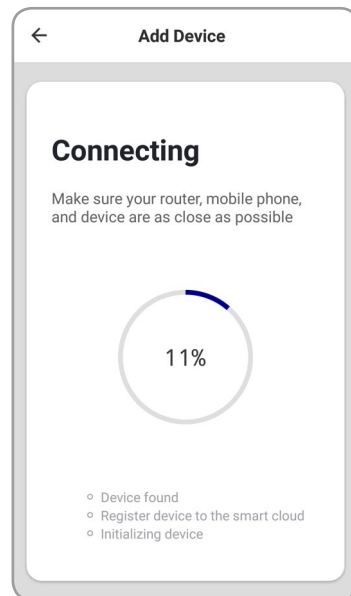 Add Device
Connecting
Make sure your router, mobile phone,
and device are as close as possible
11%
Device found
Register device to the smart cloud
Initializing device